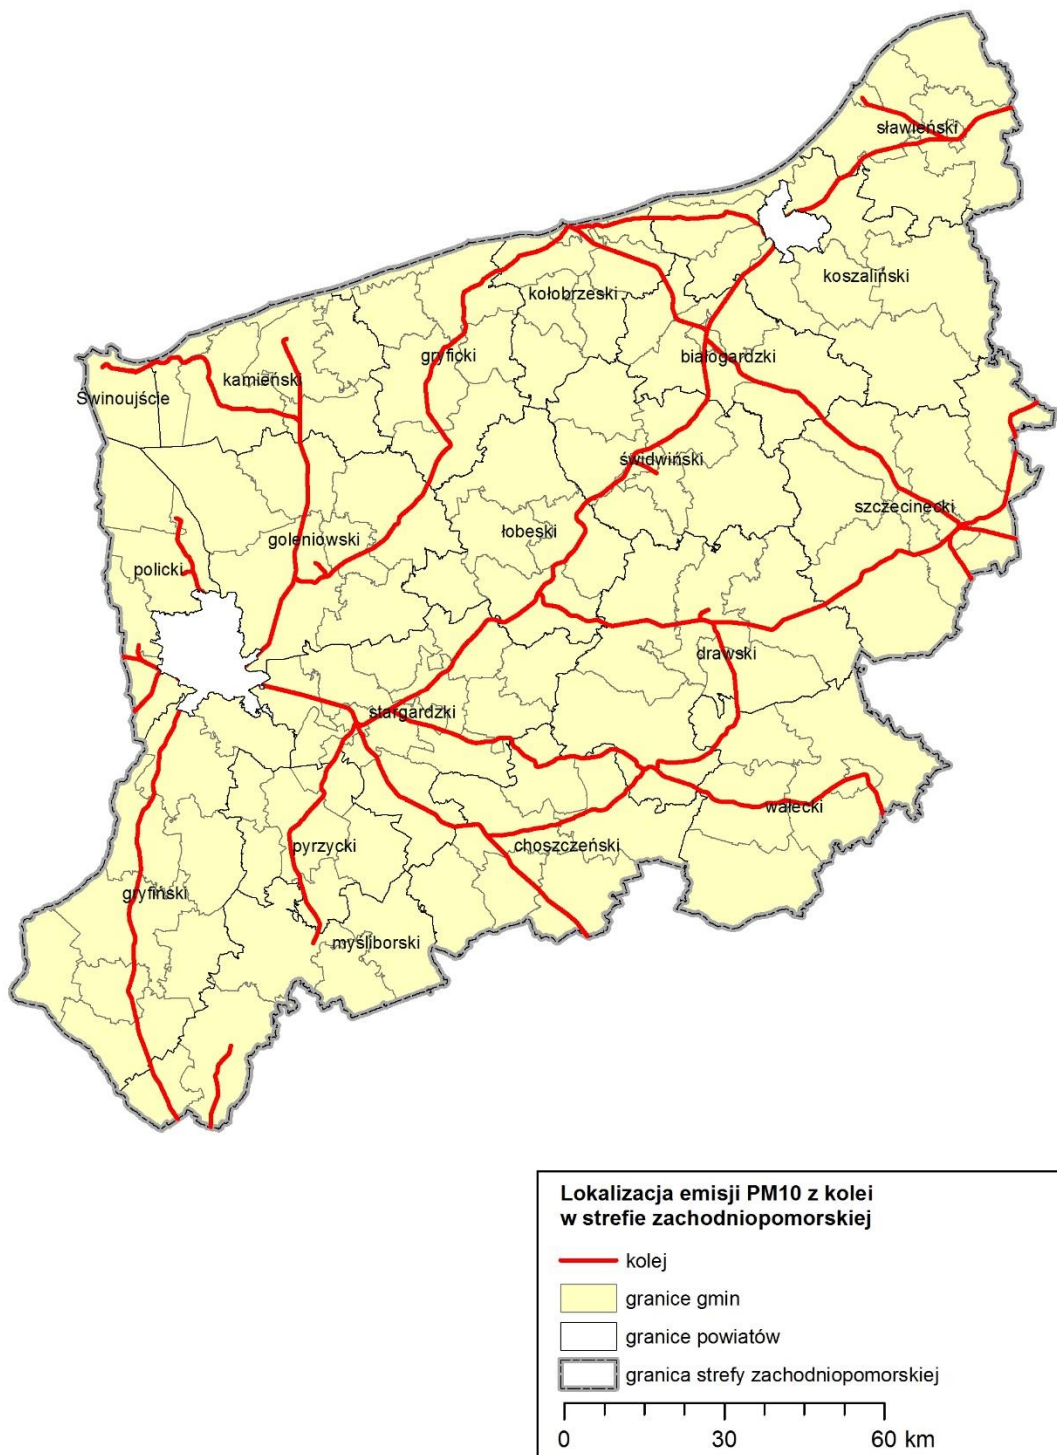 sławieński
koszaliński
kołobrzeski
białogardzki
gryficki
kamieński
Świnoujście
świdwiński
szczecinecki
łobeski
goleniowski
policki
drawski
stargardzki
wałecki
choszczeński
pyrzycki
gryfiński
myśliborski
Lokalizacja emisji PM10 z kolei
w strefie zachodniopomorskiej
kolej
granice gmin
granice powiatów
granica strefy zachodniopomorskiej
0 30 60 km